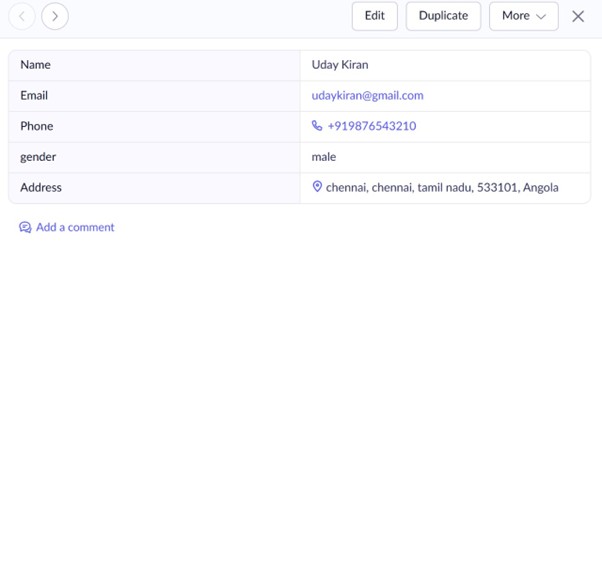 Edit Duplicate More
Name Uday Kiran
Email udaykiran@gmail.com
Phone +919876543210
gender male
Address chennai, chennai, tamil nadu, 533101, Angola
Add a comment